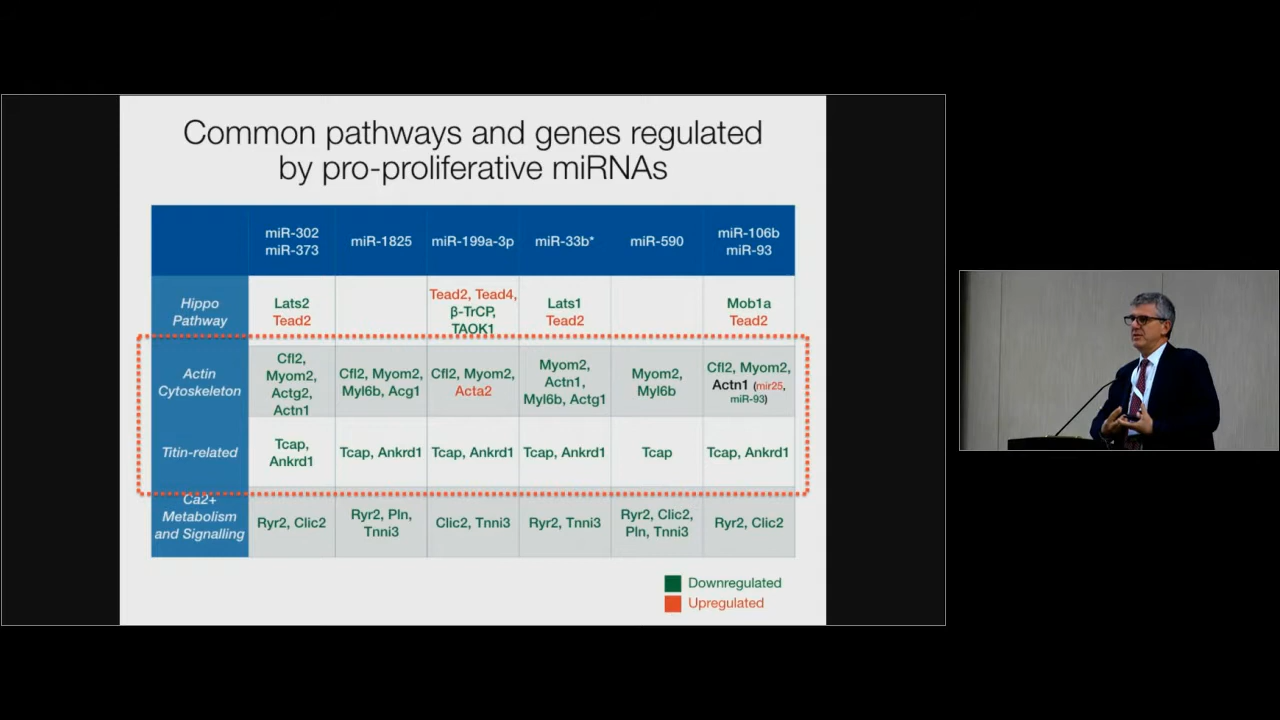 Common pathways and genes regulated
by pro-proliferative miRNAs
miR-302
miR-373
miR-1825
miR-199a-3p
miR-33b*
miR-590
miR-106b
miR-93
Hippo
Pathway
Lats2
Tead2
Tead2, Tead4,
β-TrCP,
TAOK1
Lats1
Tead2
Mob1a
Tead2
Actin
Cytoskeleton
Cfl2,
Myom2,
Actg2,
Actn1
Cfl2, Myom2,
Myl6b, Acg1
Cfl2, Myom2,
Acta2
Myom2,
Actn1,
Myl6b, Actg1
Myom2,
Myl6b
Cfl2, Myom2,
Actn1 (mir25,
miR-93)
Titin-related
Tcap,
Ankrd1
Tcap, Ankrd1
Tcap, Ankrd1
Tcap, Ankrd1
Tcap
Tcap, Ankrd1
Ca2+
Metabolism
and Signalling
Ryr2, Clic2
Ryr2, Pln,
Tnni3
Clic2, Tnni3
Ryr2, Tnni3
Ryr2, Clic2,
Pln, Tnni3
Ryr2, Clic2
Downregulated
Upregulated